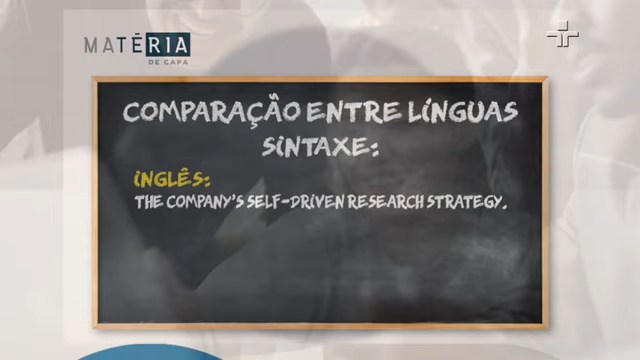 MATÉRIA
DE CAPA
COMPARAÇÃO ENTRE LÍNGUAS
SINTAXE:
INGLÊS:
THE COMPANY'S SELF-DRIVEN RESEARCH STRATEGY.